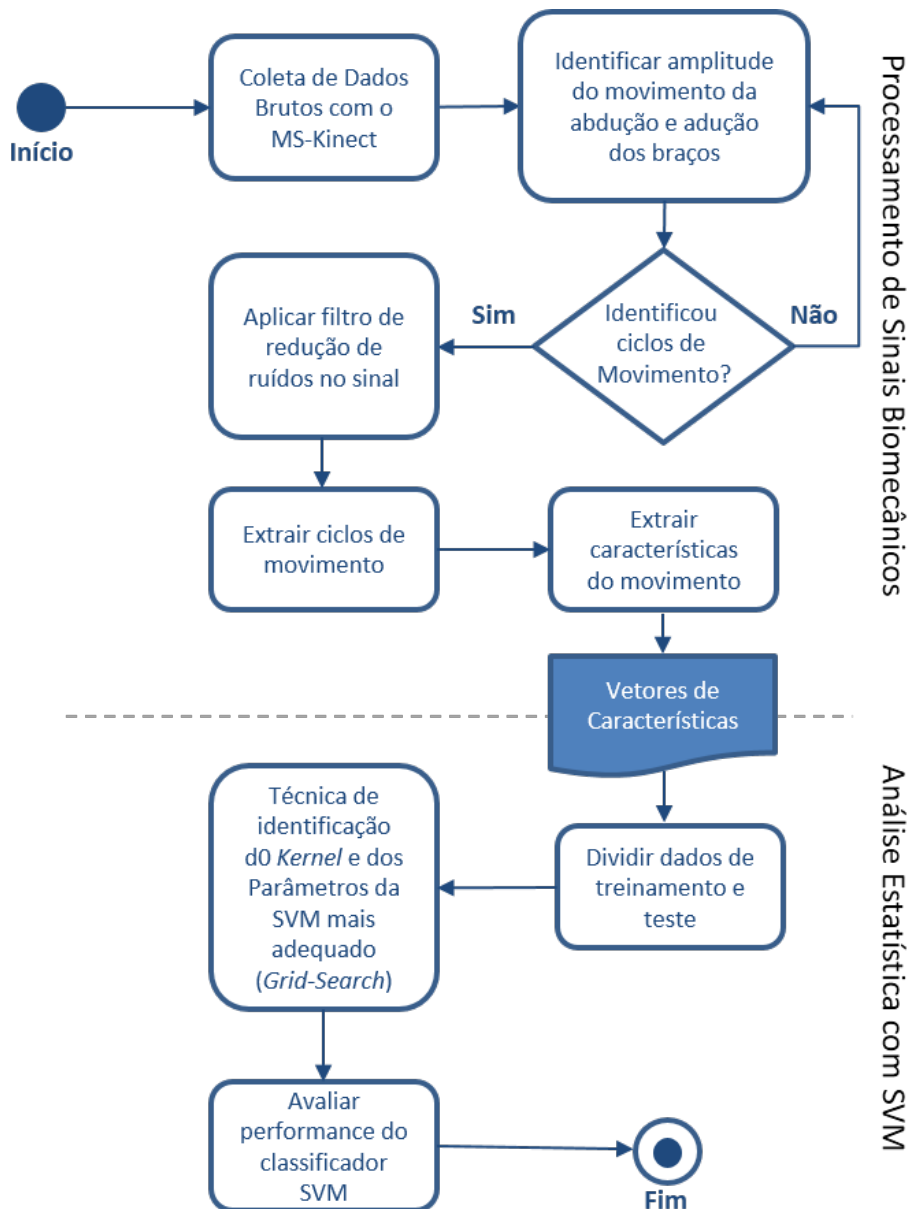 Início
Coleta de Dados
Brutos com o
MS-Kinect
Identificar amplitude
do movimento da
abdução e adução
dos braços
Identificou
ciclos de
Movimento?
Sim
Não
Aplicar filtro de
redução de
ruídos no sinal
Extrair ciclos de
movimento
Extrair
características
do movimento
Vetores de
Características
Processamento de Sinais Biomecânicos
Dividir dados de
treinamento e
teste
Técnica de
identificação
d0 Kernel e dos
Parâmetros da
SVM mais
adequado
(Grid-Search)
Avaliar
performance do
classificador
SVM
Fim
Análise Estatística com SVM